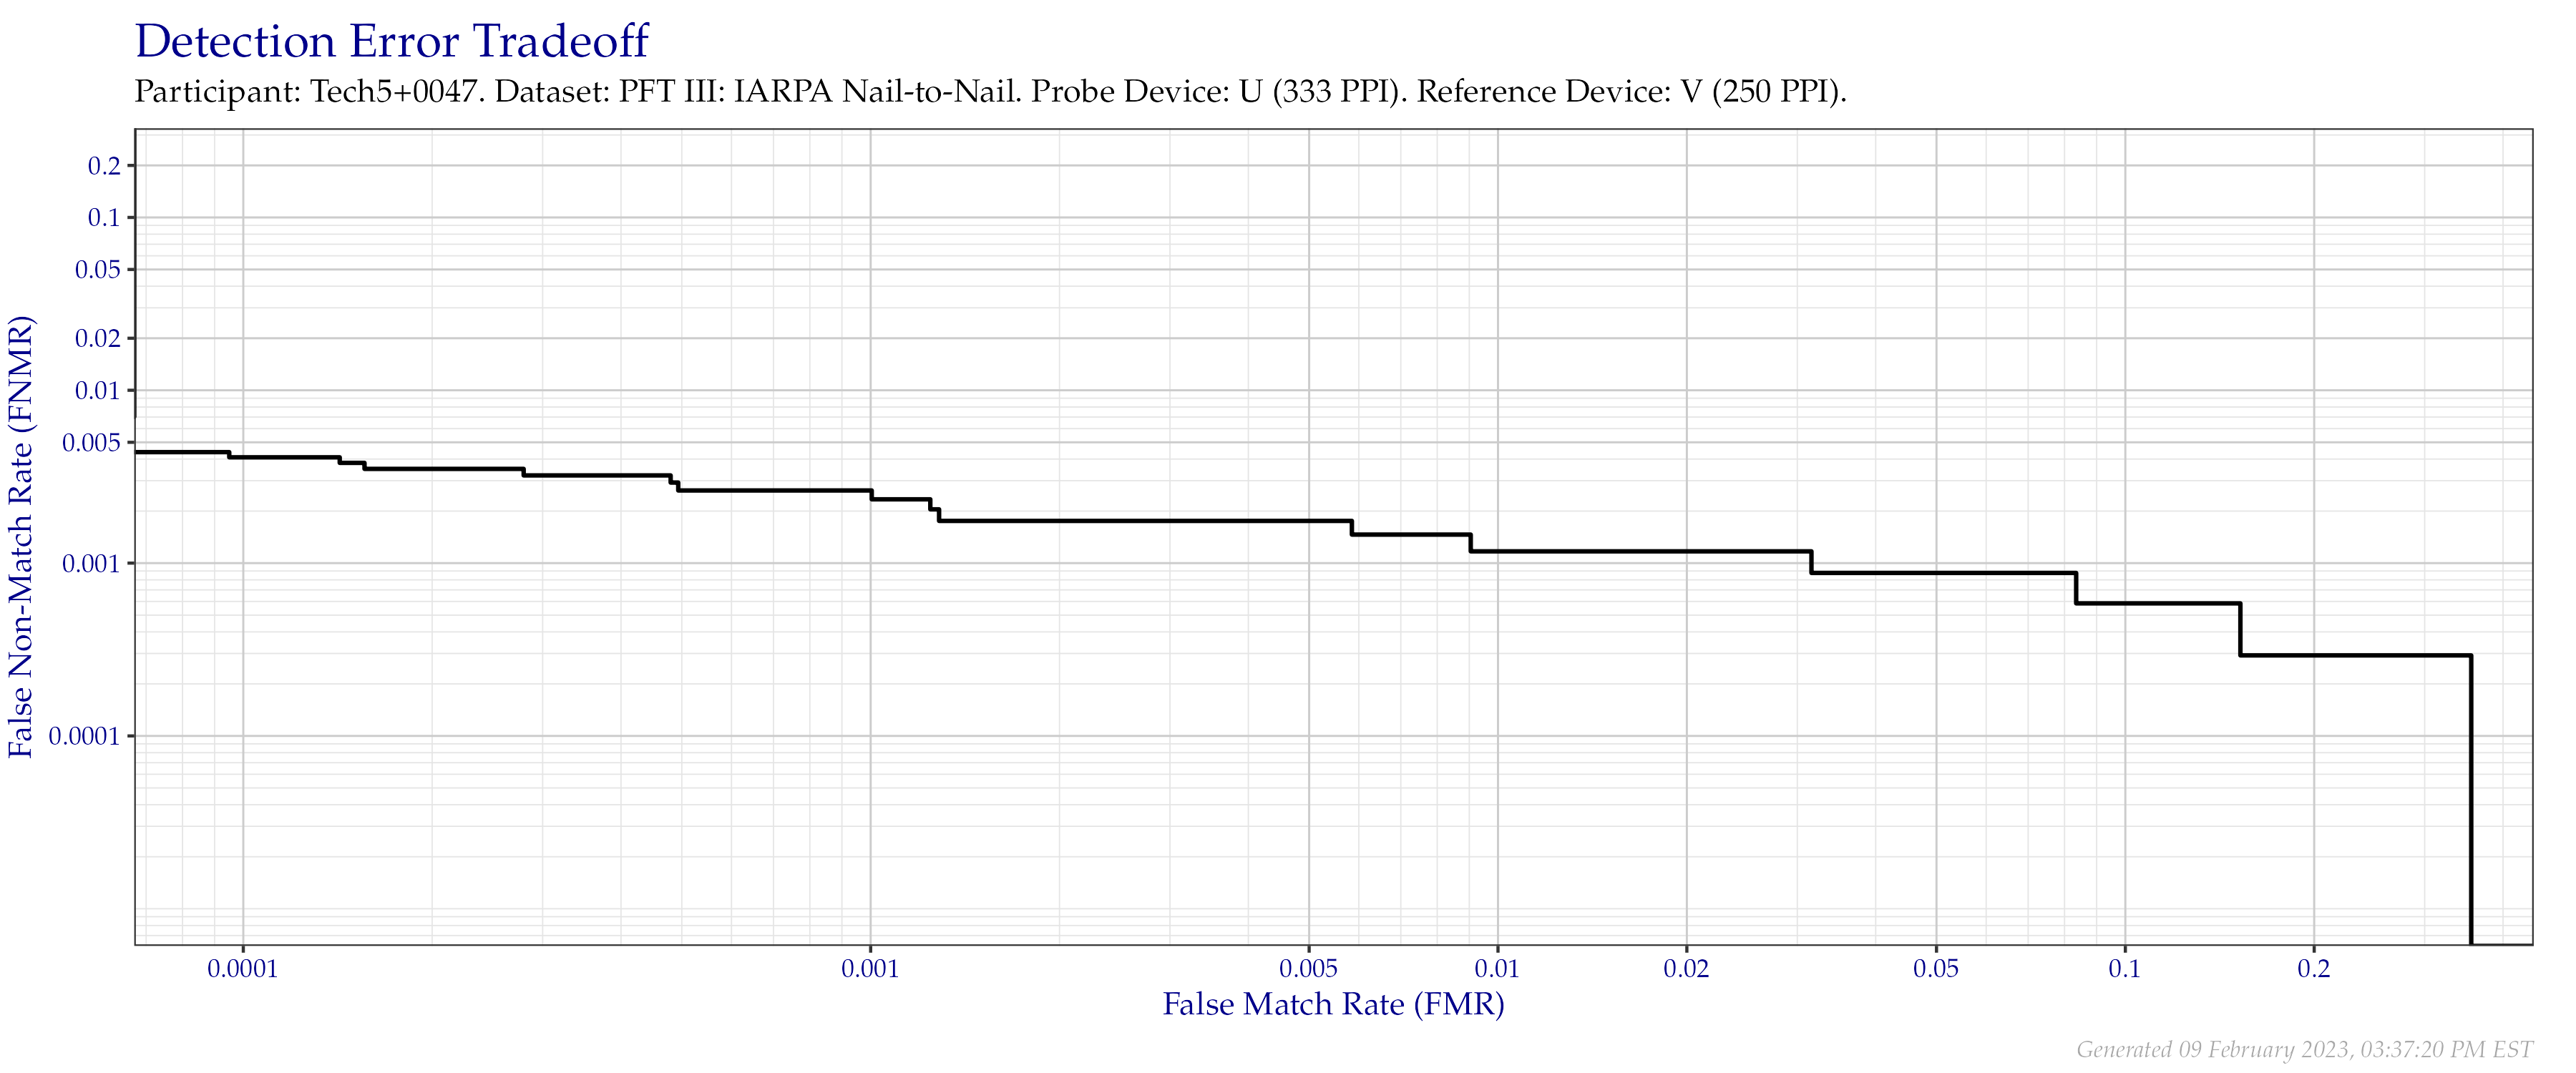 Detection Error Tradeoff
Participant: Tech5+0047. Dataset: PFT III: IARPA Nail-to-Nail. Probe Device: U (333 PPI). Reference Device: V (250 PPI).
False Non-Match Rate (FNMR)
0.2
0.1
0.05
0.02
0.01
0.005
0.001
0.0001
0.0001 0.001 0.005 0.01 0.02 0.05 0.1 0.2
False Match Rate (FMR)
Generated 09 February 2023, 03:37:20 PM EST